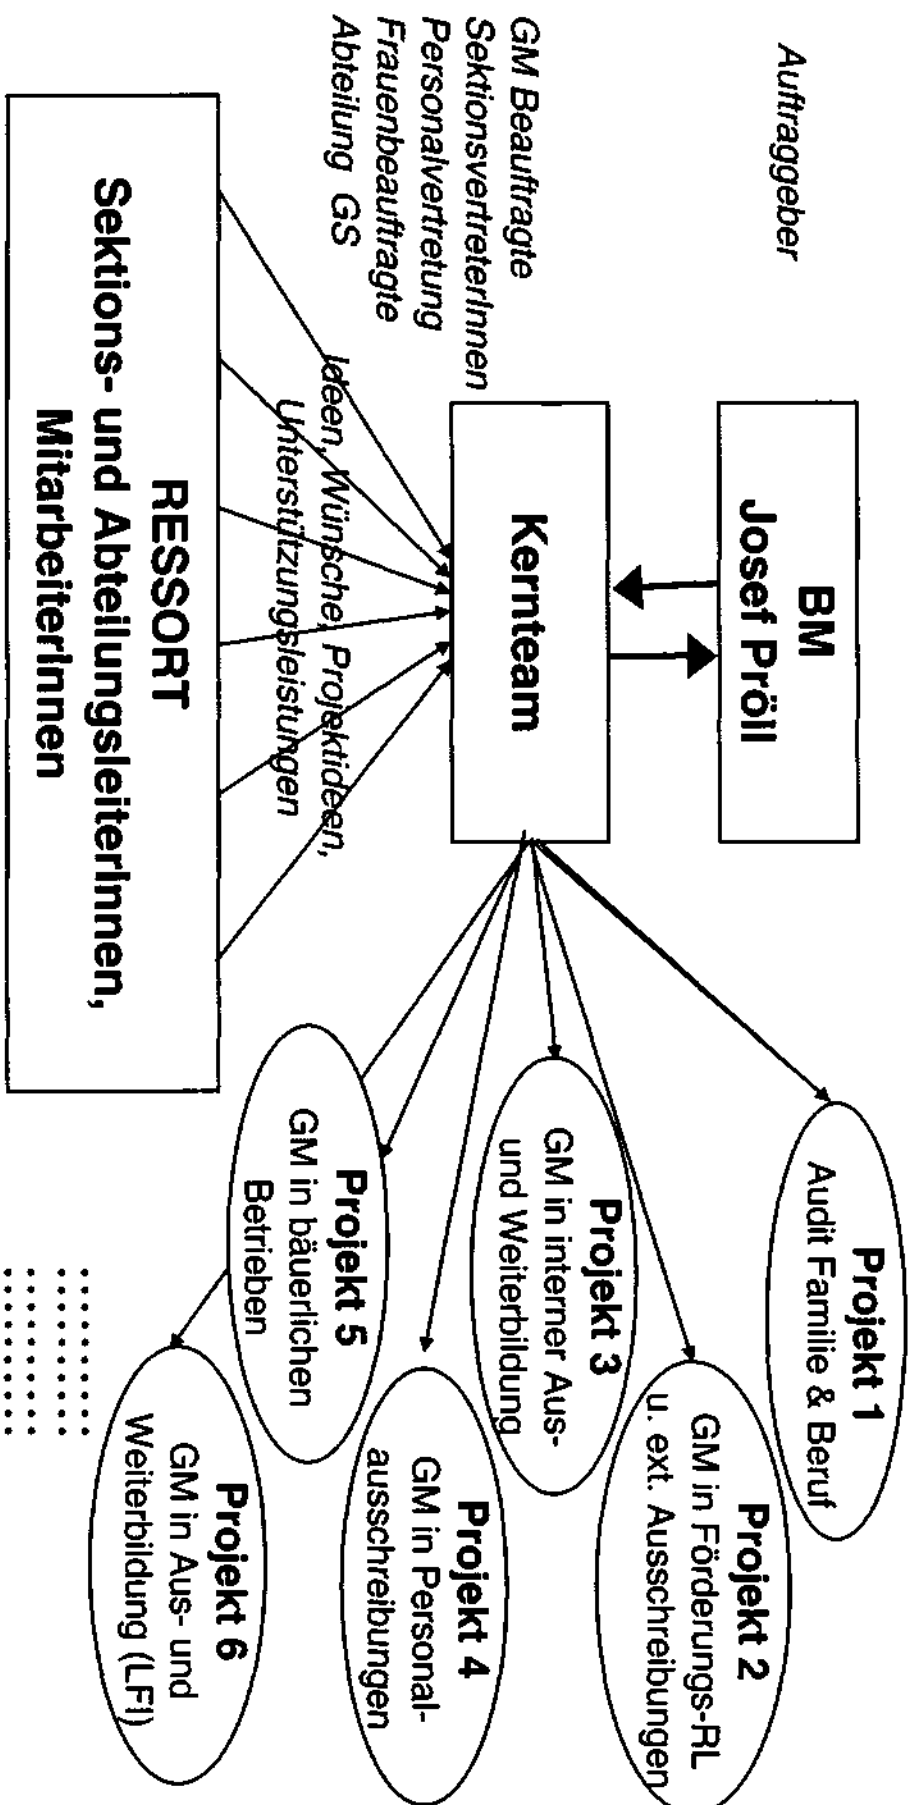 Auftraggeber
BM
Josef Pröll
GM Beauftragte
SektionsvertreterInnen
Personalvertretung
Frauenbeauftragte
Abteilung GS
Kernteam
Ideen, Wünsche, Projektideen,
Unterstützungsleistungen
RESSORT
Sektions- und AbteilungsleiterInnen,
MitarbeiterInnen
Projekt 1
Audit Familie & Beruf
Projekt 2
GM in Förderungs-RL
u. ext. Ausschreibungen
Projekt 3
GM in interner Aus-
und Weiterbildung
Projekt 4
GM in Personal-
ausschreibungen
Projekt 5
GM in bäuerlichen
Betrieben
Projekt 6
GM in Aus- und
Weiterbildung (LFI)